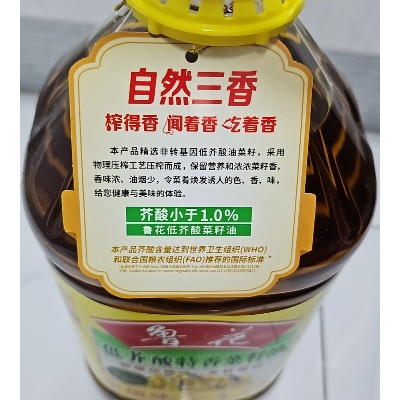 自然三香
榨得香 闻着香 吃着香
本产品精选非转基因低芥酸油菜籽，采用
物理压榨工艺压榨而成，保留营养和浓浓菜籽香，
香味浓、油烟少，令菜肴焕发诱人的色、香、味，
给您健康与美味的体验。
芥酸小于1.0%
鲁花低芥酸菜籽油
本产品芥酸含量达到世界卫生组织(WHO)
和联合国粮农组织(FAO)推荐的国际标准
鲁花
低芥酸特香菜籽油